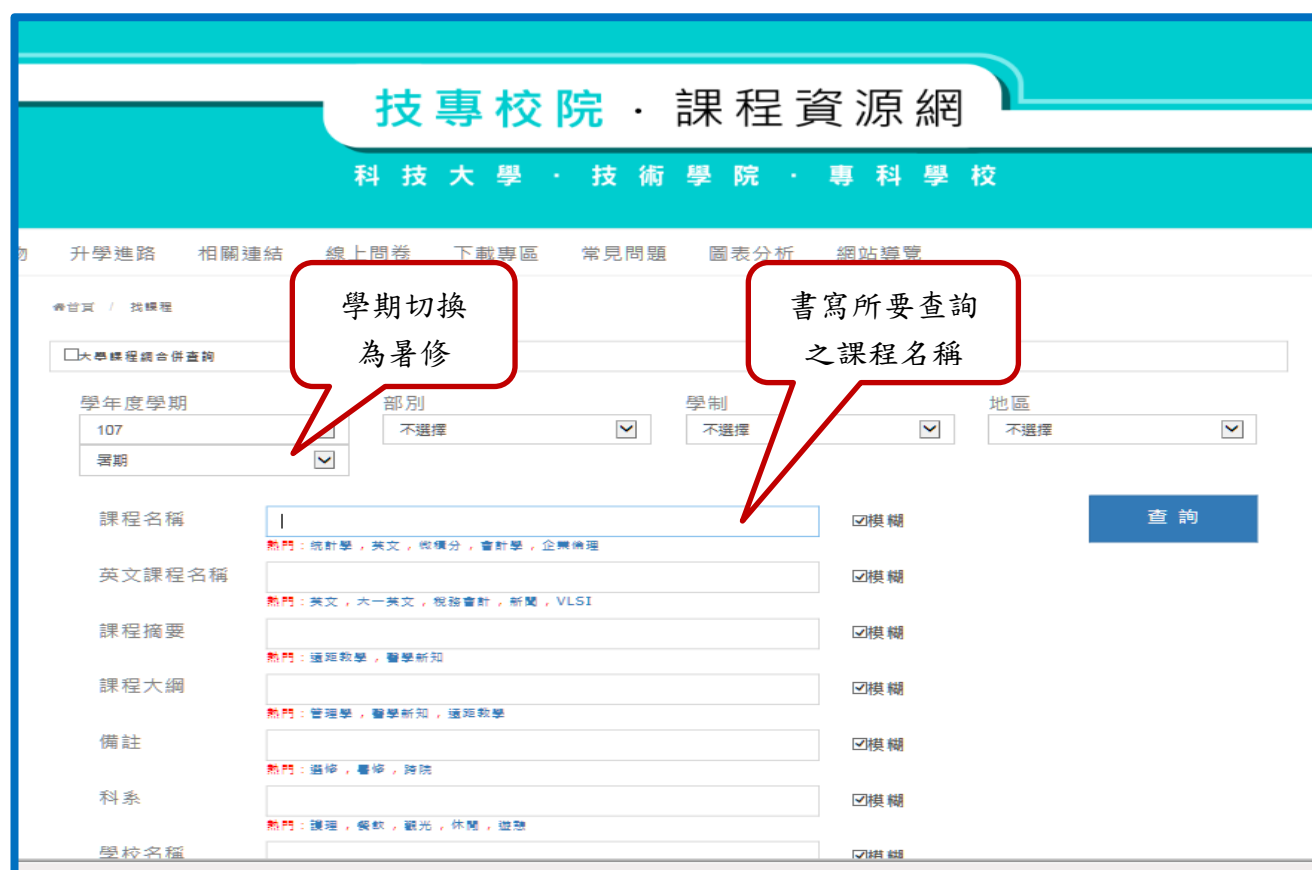 技專校院・課程資源網
科技大學・技術學院・專科學校
升學進路 相關連結 線上問卷 下載專區 常見問題 圖表分析 網站導覽
學期切換
為暑修
書寫所要查詢
之課程名稱
首頁 / 找課程
大學課程網合併查詢
學年度學期 部別 學制 地區
107 不選擇 不選擇 不選擇
暑期
課程名稱 模糊 查詢
熱門：統計學，英文，微積分，會計學，企業倫理
英文課程名稱 模糊
熱門：英文，大一英文，稅務會計，新聞，VLSI
課程摘要 模糊
熱門：遠距教學，醫學新知
課程大綱 模糊
熱門：管理學，醫學新知，遠距教學
備註 模糊
熱門：選修，暑修，跨院
科系 模糊
熱門：護理，餐飲，觀光，休閒，遊憩
學校名稱 模糊